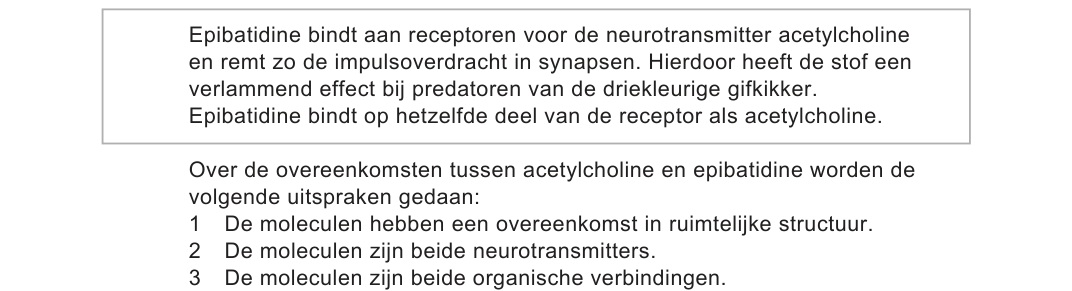 Epibatidine bindt aan receptoren voor de neurotransmitter acetylcholine
en remt zo de impulsoverdracht in synapsen. Hierdoor heeft de stof een
verlammend effect bij predatoren van de driekleurige gifkikker.
Epibatidine bindt op hetzelfde deel van de receptor als acetylcholine.
Over de overeenkomsten tussen acetylcholine en epibatidine worden de
volgende uitspraken gedaan:
1 De moleculen hebben een overeenkomst in ruimtelijke structuur.
2 De moleculen zijn beide neurotransmitters.
3 De moleculen zijn beide organische verbindingen.